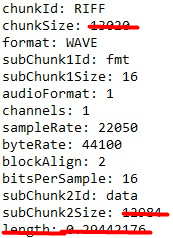 chunkId: RIFF
chunkSize: 13020
format: WAVE
subChunk1Id: fmt
subChunk1Size: 16
audioFormat: 1
channels: 1
sampleRate: 22050
byteRate: 44100
blockAlign: 2
bitsPerSample: 16
subChunk2Id: data
subChunk2Size: 12984
length: 0.29442176